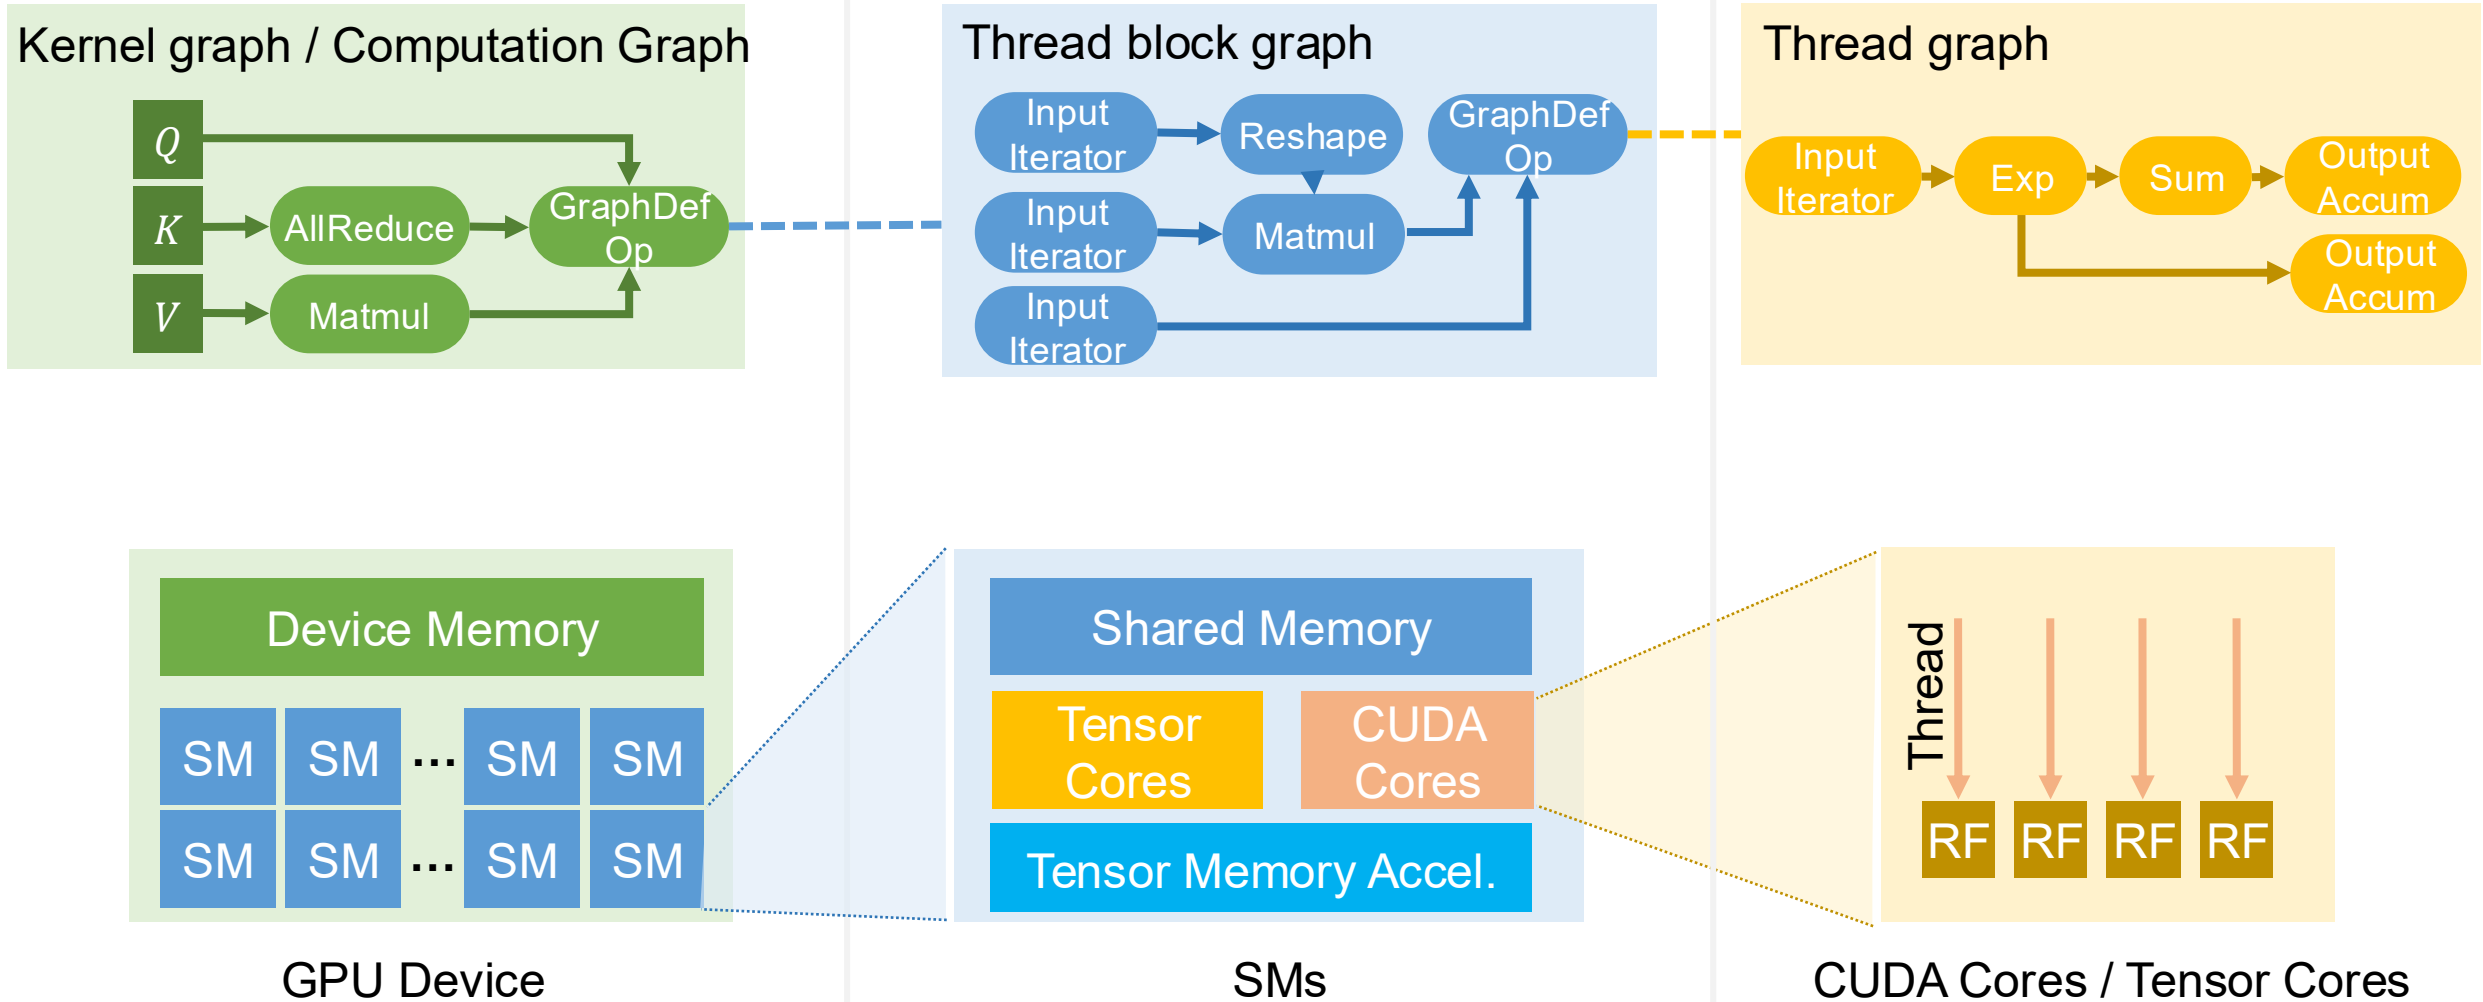 Kernel graph / Computation Graph
Q
K
AllReduce
GraphDef
Op
V
Matmul
Thread block graph
Input
Iterator
Reshape
GraphDef
Op
Input
Iterator
Matmul
Input
Iterator
Thread graph
Input
Iterator
Exp
Sum
Output
Accum
Output
Accum
Device Memory
SM SM ... SM SM
SM SM ... SM SM
GPU Device
Shared Memory
Tensor
Cores
CUDA
Cores
Tensor Memory Accel.
SMs
Thread
RF RF RF RF
CUDA Cores / Tensor Cores